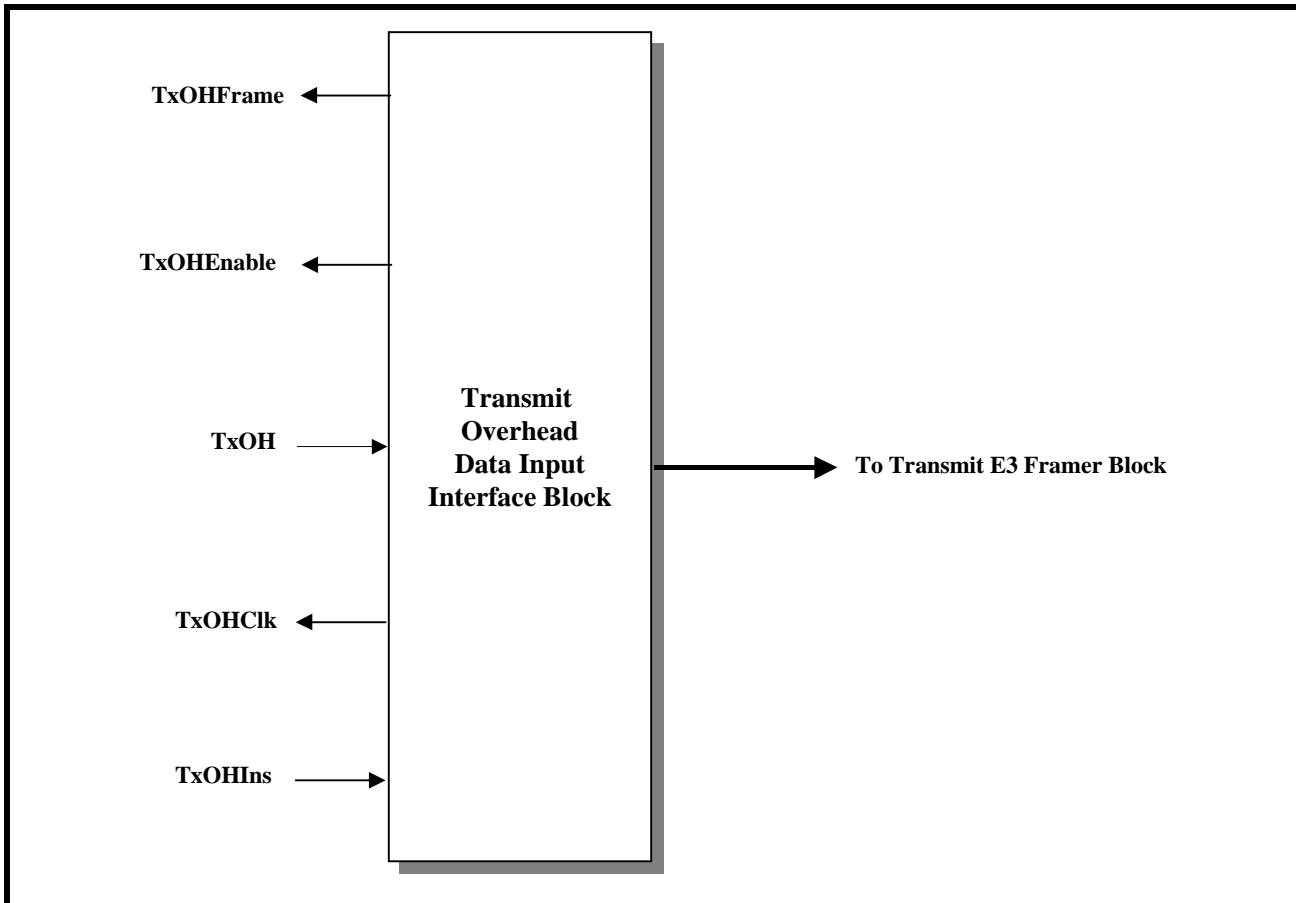 TxOHFrame
TxOHEnable
TxOH
TxOHClk
TxOHIns
Transmit
Overhead
Data Input
Interface Block
To Transmit E3 Framer Block